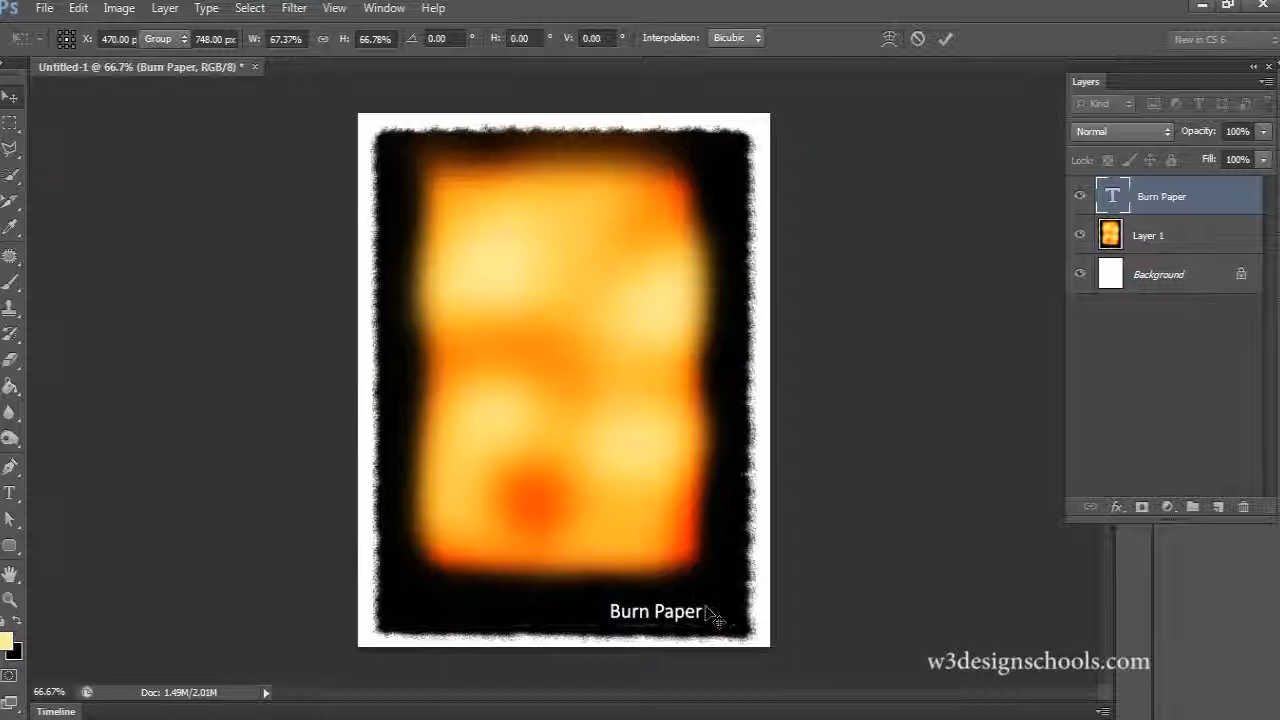 Ps File Edit Image Layer Type Select Filter View Window Help
X: 470.00 p Group 748.00 px W: 67.37% H: 66.78% 0.00 ° H: 0.00 ° V: 0.00 ° Interpolation: Bicubic New in CS 6
Untitled-1 @ 66.7% (Burn Paper, RGB/8) * ×
Layers
Kind
Normal Opacity: 100%
Lock: Fill: 100%
T Burn Paper
Layer 1
Background
fx
Burn Paper
w3designschools.com
66.67% Doc: 1.49M/2.01M
Timeline